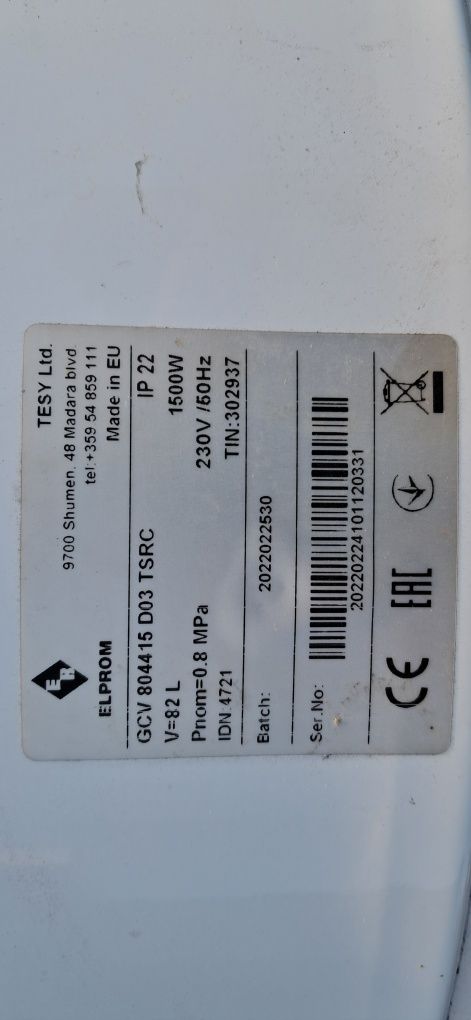 TESY Ltd.
9700 Shumen, 48 Madara blvd
tel:+359 54 859 111
Made in EU
ER
ELPROM
GCV 804415 D03 TSRC IP 22
V=82 L 1500W
Pnom=0.8 MPa 230V /50Hz
IDN.4721 TIN:302937
Batch: 2022022530
Ser.No:
20220224101120331
CE EAC